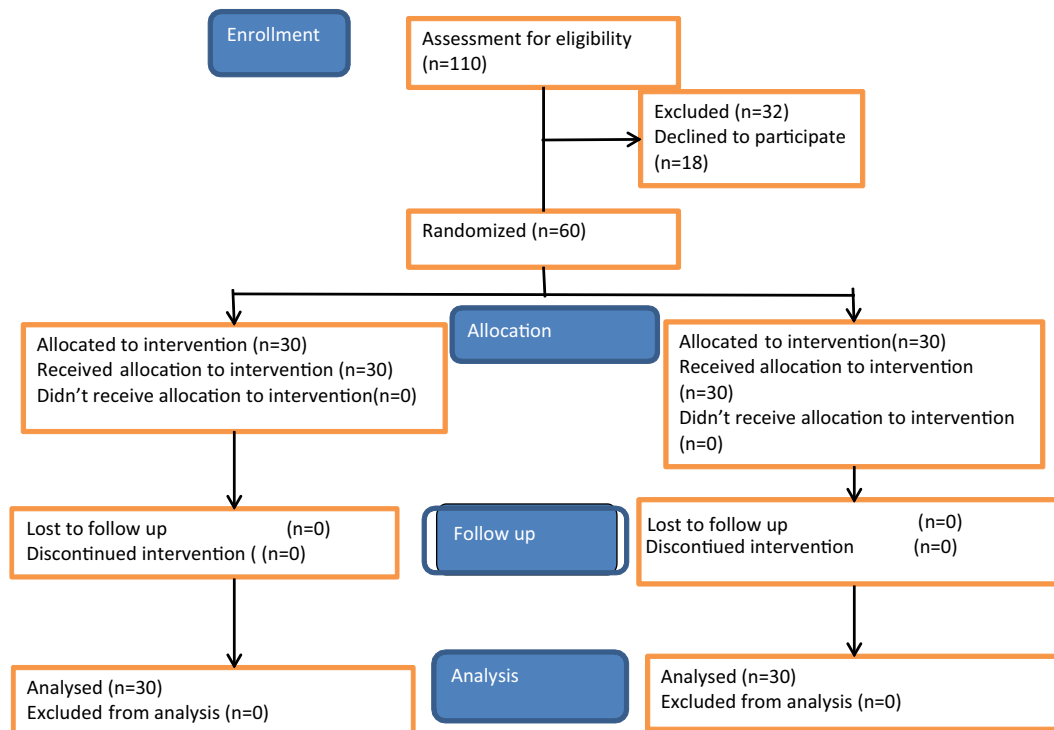 Enrollment
Assessment for eligibility
(n=110)
Excluded (n=32)
Declined to participate
(n=18)
Randomized (n=60)
Allocation
Allocated to intervention (n=30)
Received allocation to intervention (n=30)
Didn't receive allocation to intervention(n=0)
Allocated to intervention(n=30)
Received allocation to intervention
(n=30)
Didn't receive allocation to intervention
(n=0)
Follow up
Lost to follow up (n=0)
Discontinued intervention ( (n=0)
Lost to follow up (n=0)
Discontiued intervention (n=0)
Analysis
Analysed (n=30)
Excluded from analysis (n=0)
Analysed (n=30)
Excluded from analysis (n=0)